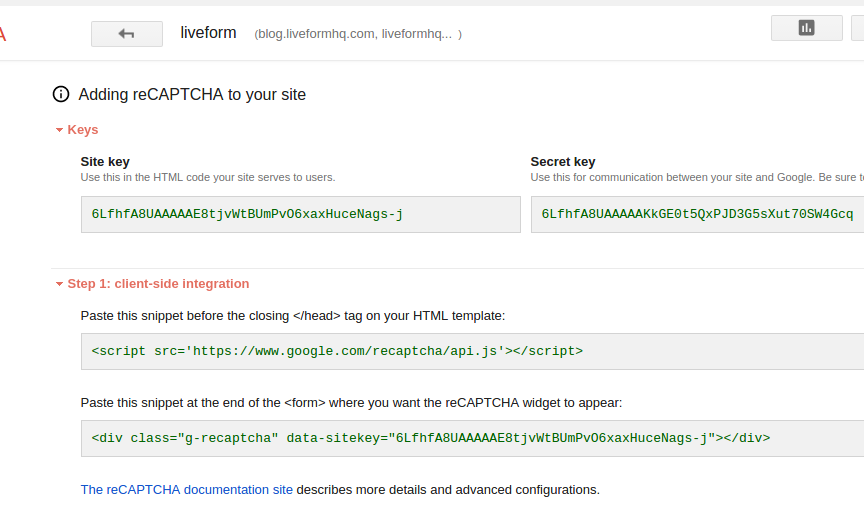 A
liveform (blog.liveformhq.com, liveformhq... )
Adding reCAPTCHA to your site
Keys
Site key
Use this in the HTML code your site serves to users.
6LfhfA8UAAAAAE8tjvWtBUmPvO6xaxHuceNags-j
Secret key
Use this for communication between your site and Google. Be sure t
6LfhfA8UAAAAAKkGE0t5QxPJD3G5sXut70SW4Gcq
Step 1: client-side integration
Paste this snippet before the closing </head> tag on your HTML template:
<script src='https://www.google.com/recaptcha/api.js'></script>
Paste this snippet at the end of the <form> where you want the reCAPTCHA widget to appear:
<div class="g-recaptcha" data-sitekey="6LfhfA8UAAAAAE8tjvWtBUmPvO6xaxHuceNags-j"></div>
The reCAPTCHA documentation site describes more details and advanced configurations.